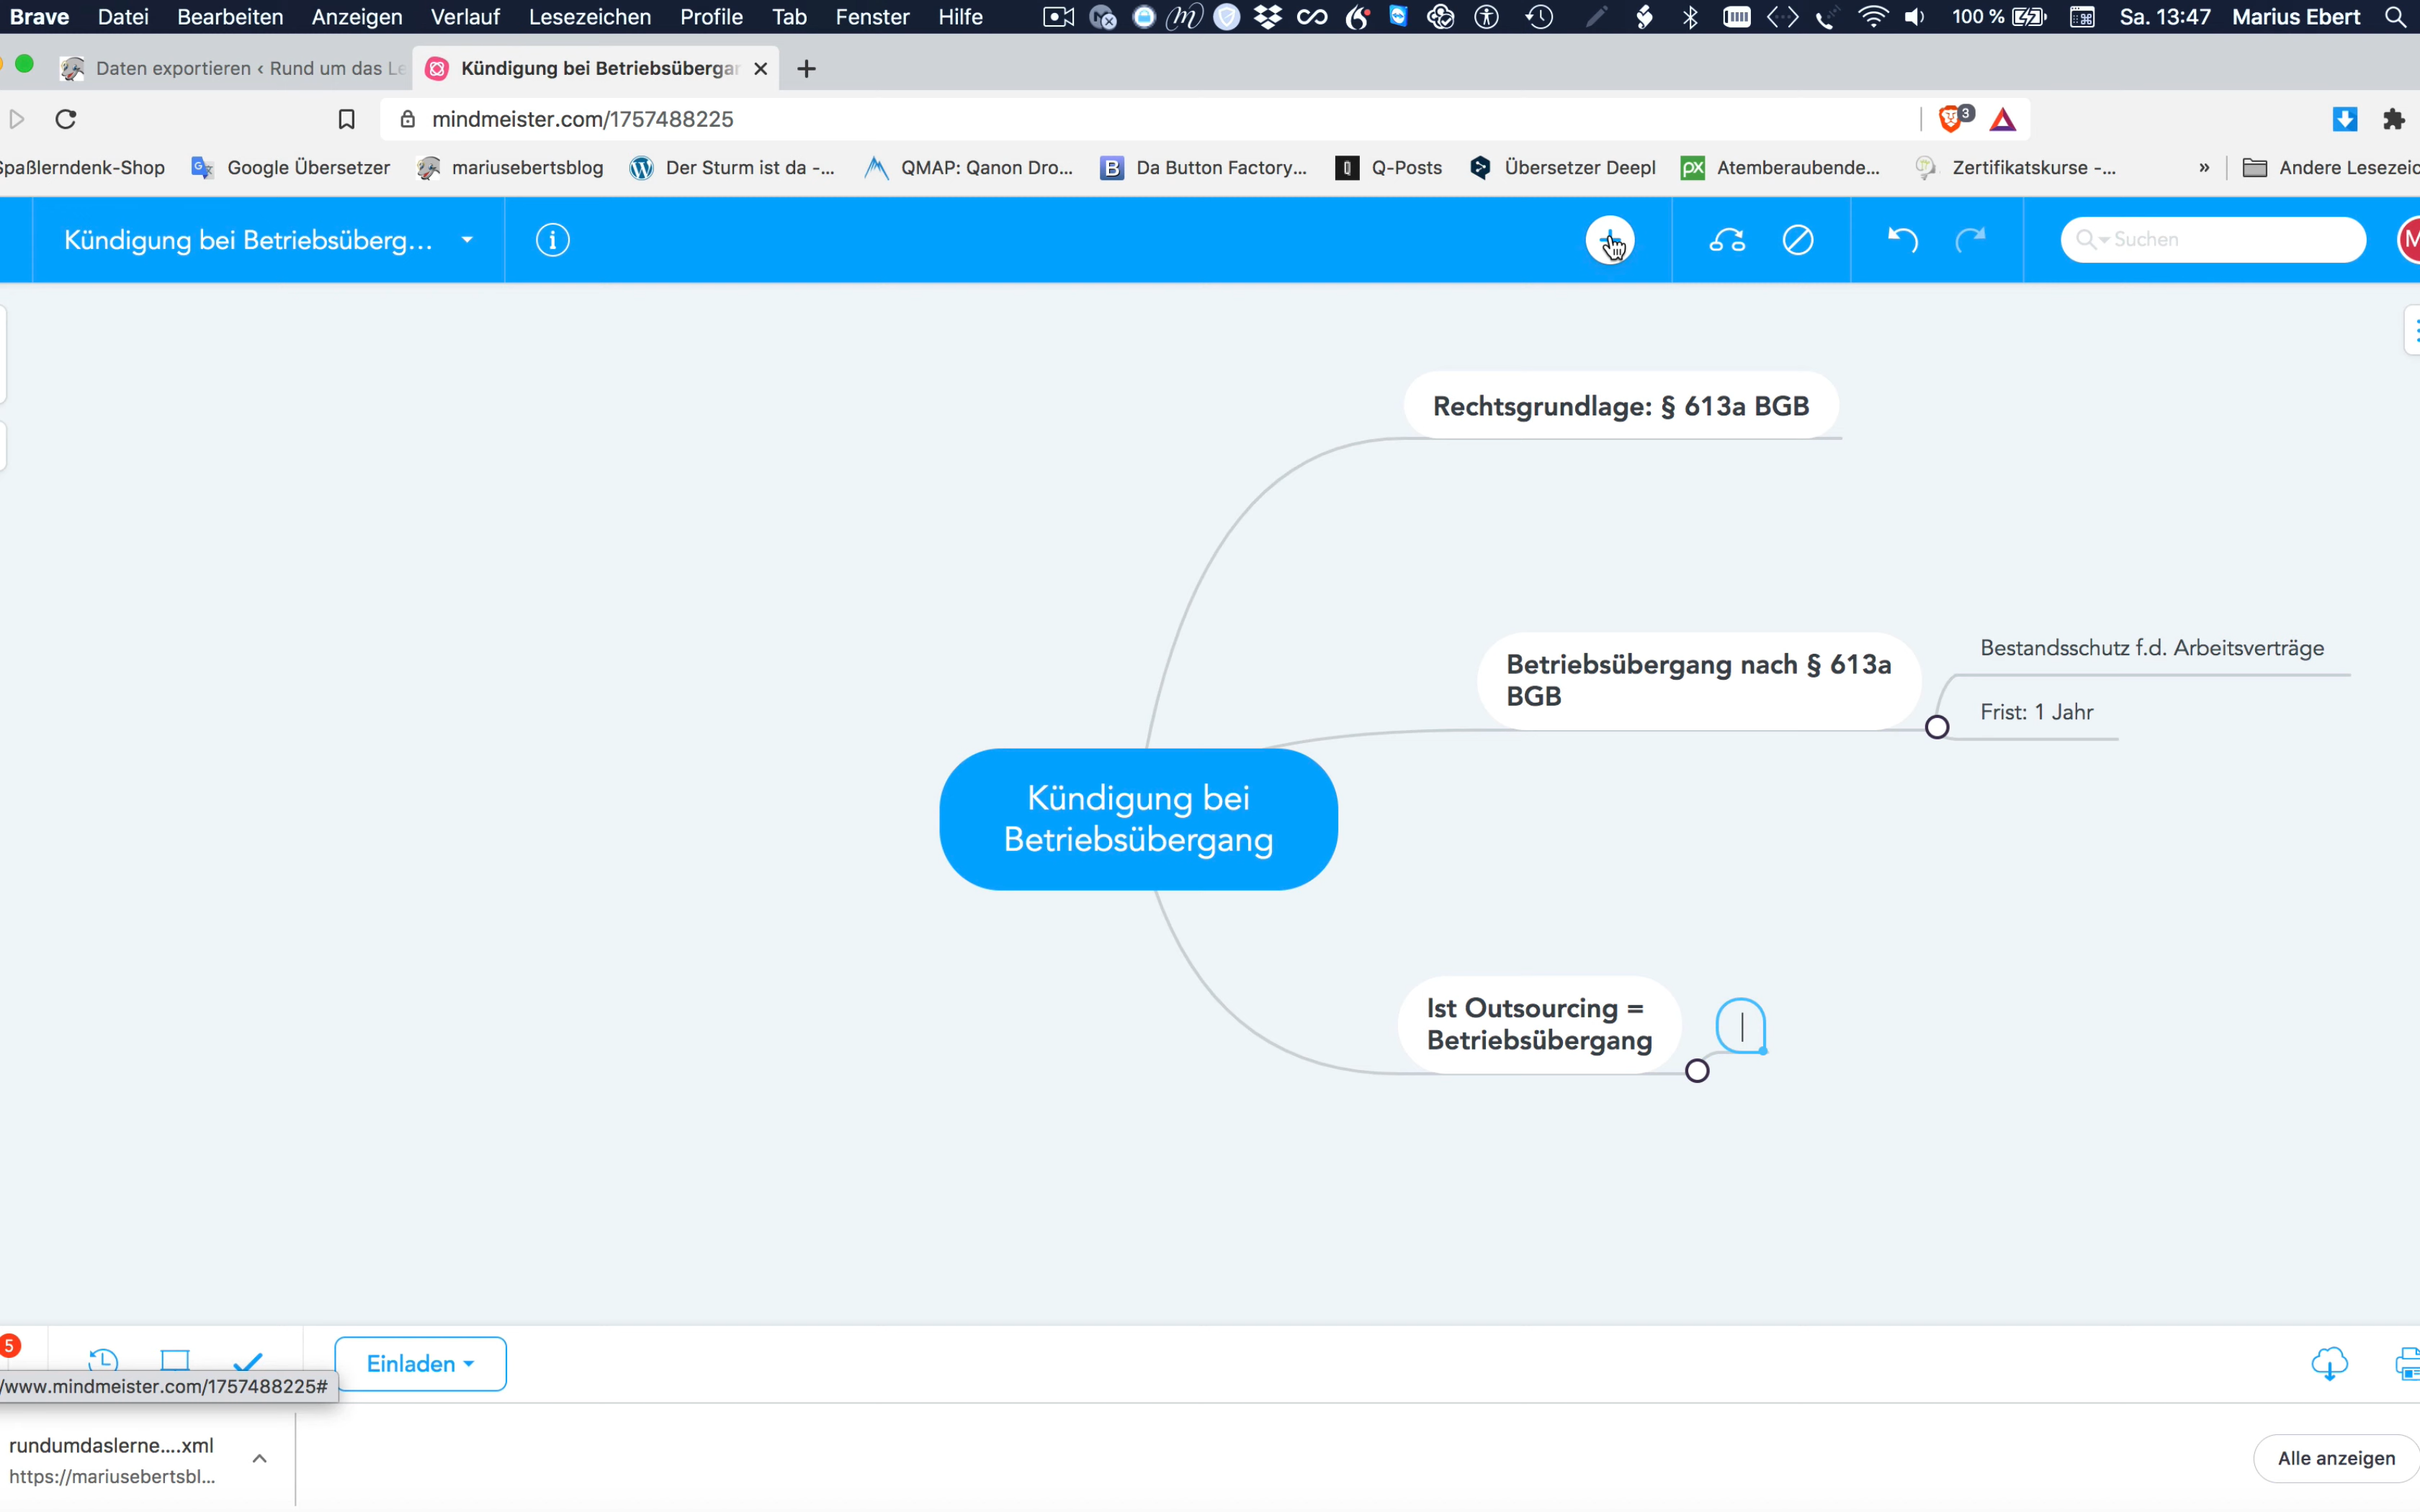 Brave Datei Bearbeiten Anzeigen Verlauf Lesezeichen Profile Tab Fenster Hilfe 100 % Sa. 13:47 Marius Ebert
Daten exportieren ‹ Rund um das Le
Kündigung bei Betriebsübergan
mindmeister.com/1757488225
3
Spaßlerndenk-Shop Google Übersetzer mariusebertsblog Der Sturm ist da -... QMAP: Qanon Dro... Da Button Factory... Q-Posts Übersetzer Deepl Atemberaubende... Zertifikatskurse -... » Andere Lesezeic
Kündigung bei Betriebsüberg... Suchen M
Rechtsgrundlage: § 613a BGB
Betriebsübergang nach § 613a
BGB
Bestandsschutz f.d. Arbeitsverträge
Frist: 1 Jahr
Kündigung bei
Betriebsübergang
Ist Outsourcing =
Betriebsübergang
5
Einladen
/www.mindmeister.com/1757488225#
rundumdaslerne....xml
https://mariusebertsbl...
Alle anzeigen